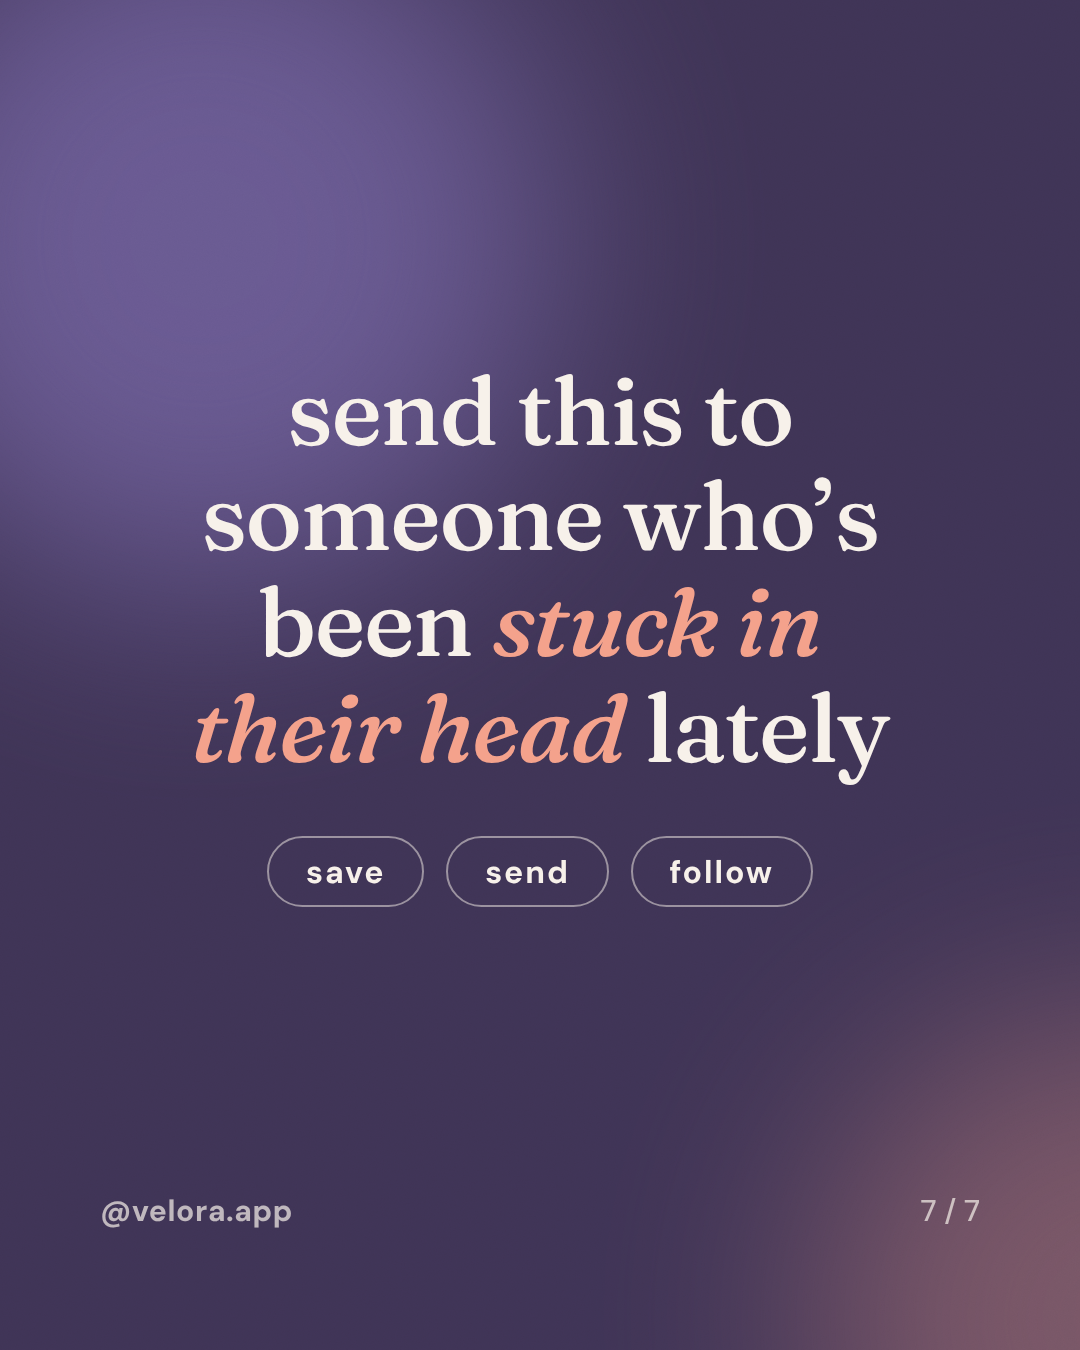 send this to
someone who’s
been stuck in
their head lately
save send follow
@velora.app 7 / 7